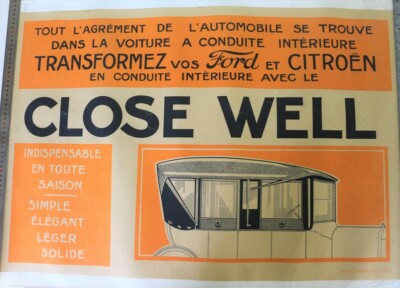 TOUT L'AGRÉMENT DE L'AUTOMOBILE SE TROUVE
DANS LA VOITURE A CONDUITE INTÉRIEURE
TRANSFORMEZ VOS Ford ET CITROËN
EN CONDUITE INTÉRIEURE AVEC LE
CLOSE WELL
INDISPENSABLE
EN TOUTE
SAISON
SIMPLE
ÉLÉGANT
LÉGER
SOLIDE